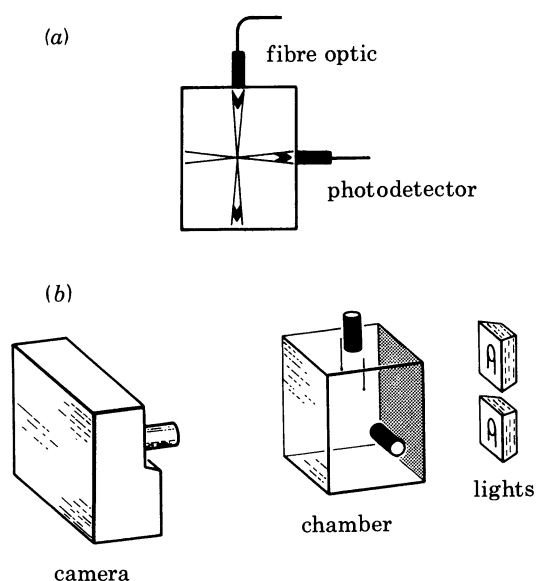 (a)
fibre optic
photodetector
(b)
lights
chamber
camera